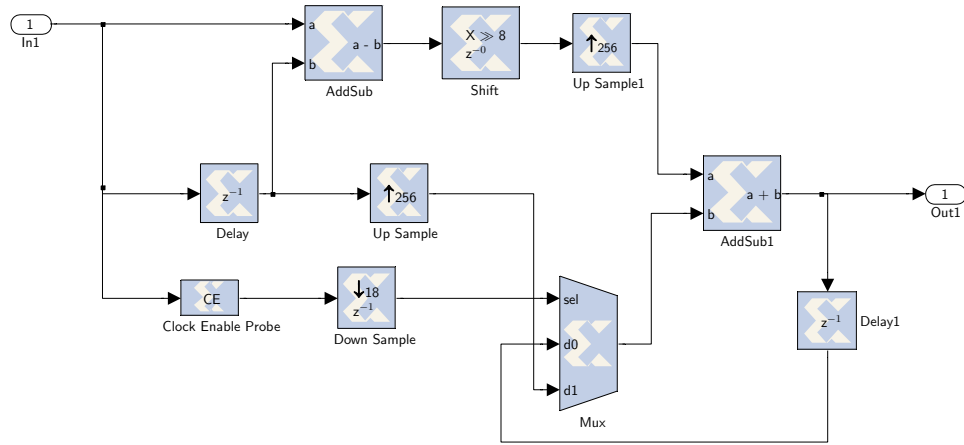 1
In1
a
b
a - b
AddSub
X ≫ 8
z⁻⁰
Shift
↑256
Up Sample1
z⁻¹
Delay
↑256
Up Sample
a
b
a + b
AddSub1
1
Out1
CE
Clock Enable Probe
↓18
z⁻¹
Down Sample
sel
d0
d1
Mux
z⁻¹
Delay1